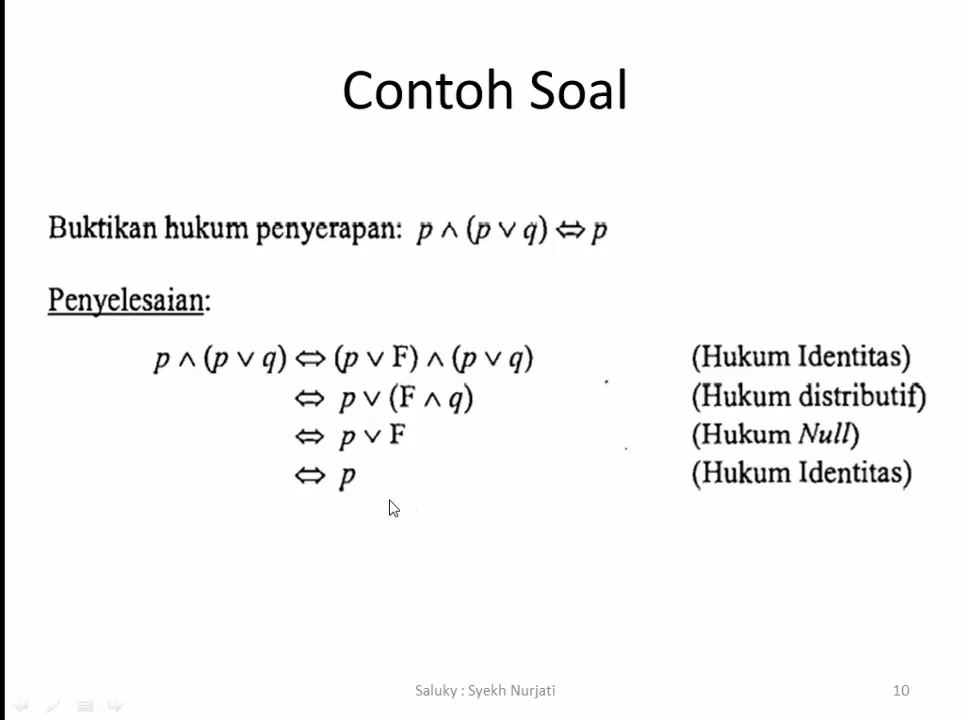 Contoh Soal
Buktikan hukum penyerapan: p ∧ (p ∨ q) ⇔ p
Penyelesaian:
p ∧ (p ∨ q) ⇔ (p ∨ F) ∧ (p ∨ q) (Hukum Identitas)
⇔ p ∨ (F ∧ q) (Hukum distributif)
⇔ p ∨ F (Hukum Null)
⇔ p (Hukum Identitas)
Saluky : Syekh Nurjati 10